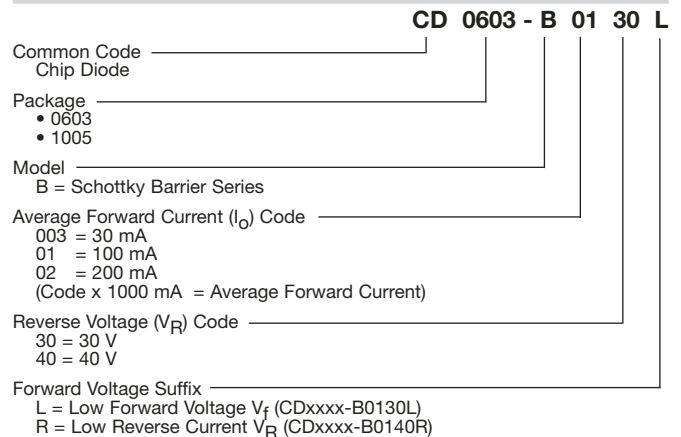 CD 0603 - B 01 30 L
Common Code
Chip Diode
Package
• 0603
• 1005
Model
B = Schottky Barrier Series
Average Forward Current (Io) Code
003 = 30 mA
01 = 100 mA
02 = 200 mA
(Code x 1000 mA = Average Forward Current)
Reverse Voltage (VR) Code
30 = 30 V
40 = 40 V
Forward Voltage Suffix
L = Low Forward Voltage Vf (CDxxxx-B0130L)
R = Low Reverse Current VR (CDxxxx-B0140R)